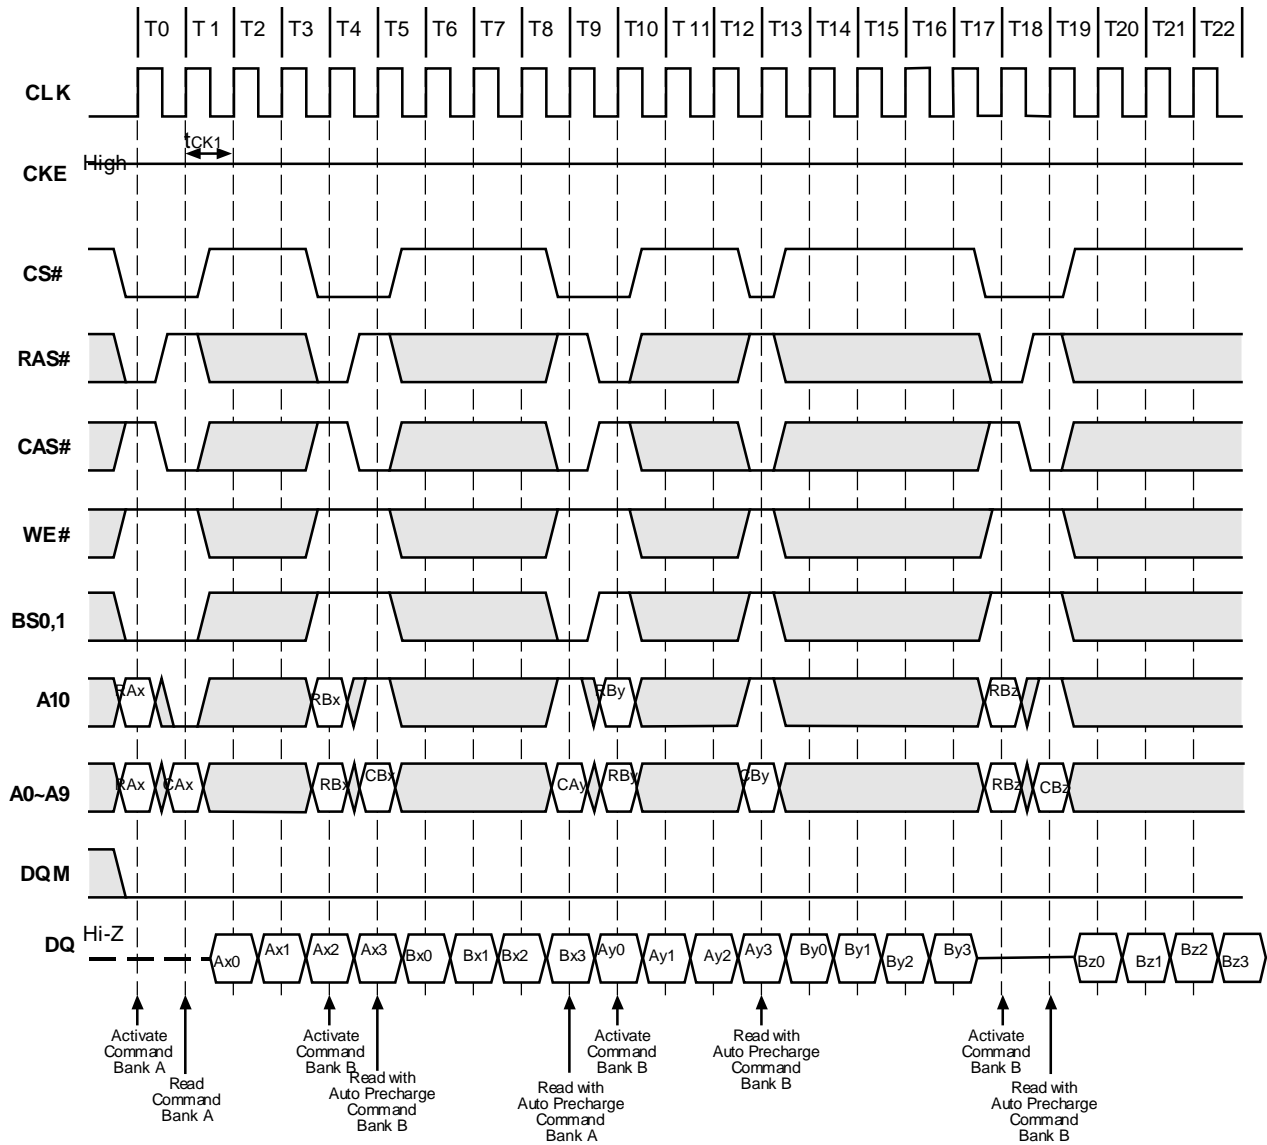 T0 T 1 T2 T3 T4 T5 T6 T7 T8 T9 T10 T 11 T12 T13 T14 T15 T16 T17 T18 T19 T20 T21 T22
CLK
tCK1
CKE High
CS#
RAS#
CAS#
WE#
BS0,1
A10 RAx RBx RBy RBz
A0~A9 RAx CAx RBx CBx CAy RBy CBy RBz CBz
DQM
DQ Hi-Z Ax0 Ax1 Ax2 Ax3 Bx0 Bx1 Bx2 Bx3 Ay0 Ay1 Ay2 Ay3 By0 By1 By2 By3 Bz0 Bz1 Bz2 Bz3
Activate
Command
Bank A
Read
Command
Bank A
Activate
Command
Bank B
Read with
Auto Precharge
Command
Bank B
Read with
Auto Precharge
Command
Bank A
Activate
Command
Bank B
Read with
Auto Precharge
Command
Bank B
Activate
Command
Bank B
Read with
Auto Precharge
Command
Bank B